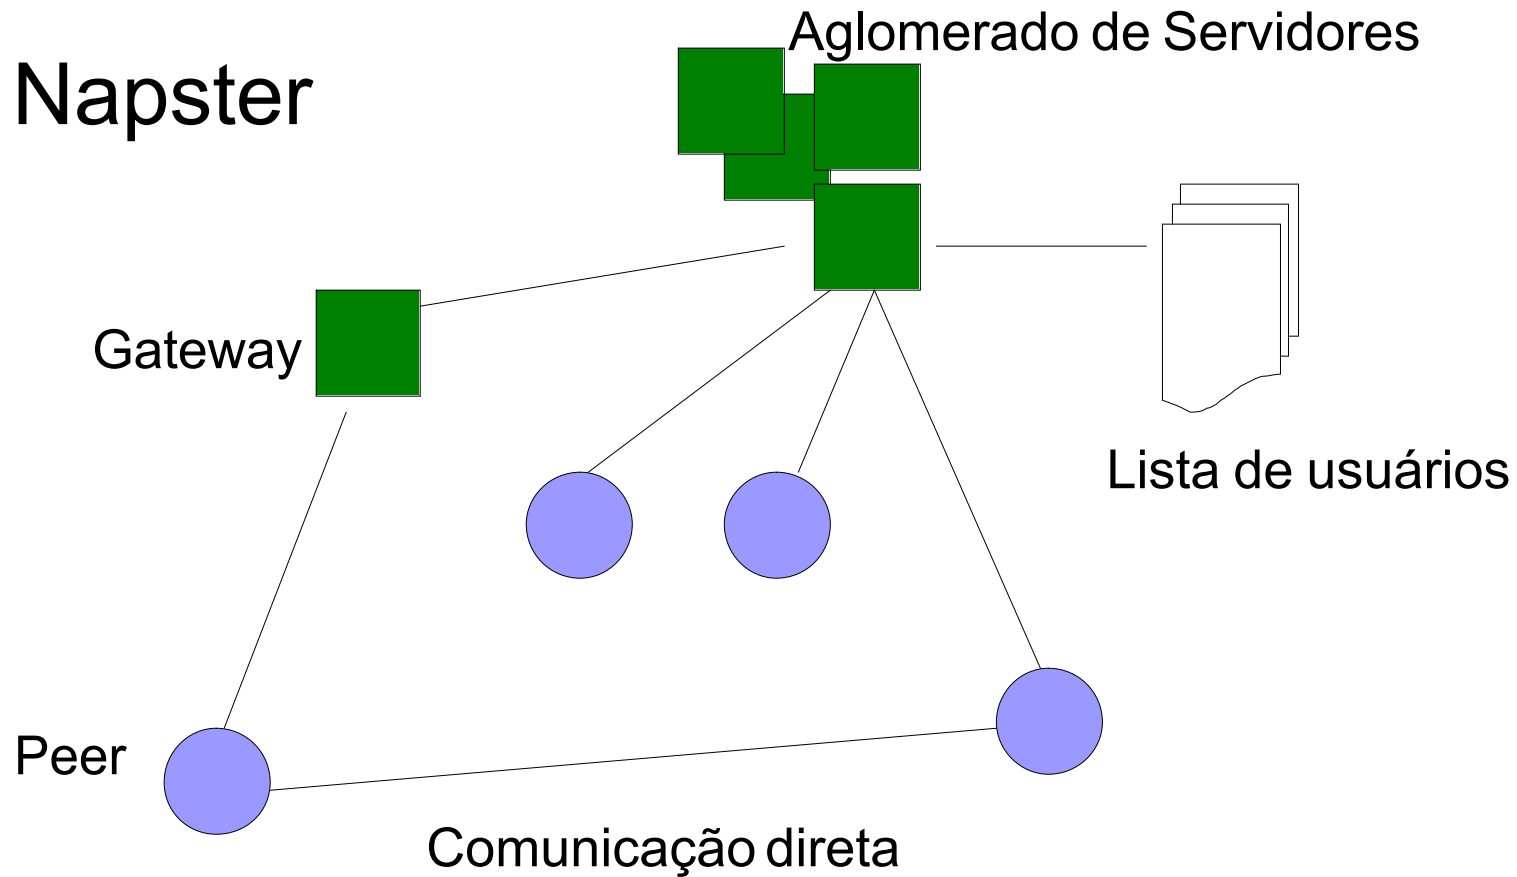 Aglomerado de Servidores
Napster
Gateway
Lista de usuários
Peer
Comunicação direta